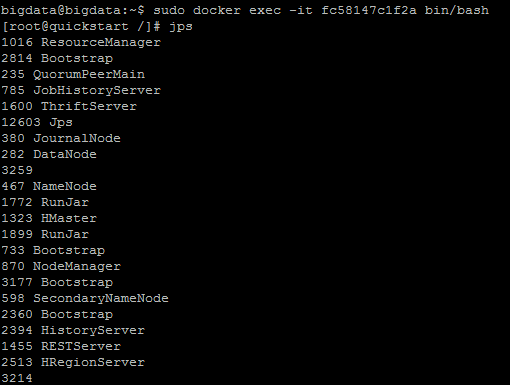 bigdata@bigdata:~$ sudo docker exec -it fc58147c1f2a bin/bash
[root@quickstart /]# jps
1016 ResourceManager
2814 Bootstrap
235 QuorumPeerMain
785 JobHistoryServer
1600 ThriftServer
12603 Jps
380 JournalNode
282 DataNode
3259
467 NameNode
1772 RunJar
1323 HMaster
1899 RunJar
733 Bootstrap
870 NodeManager
3177 Bootstrap
598 SecondaryNameNode
2360 Bootstrap
2394 HistoryServer
1455 RESTServer
2513 HRegionServer
3214